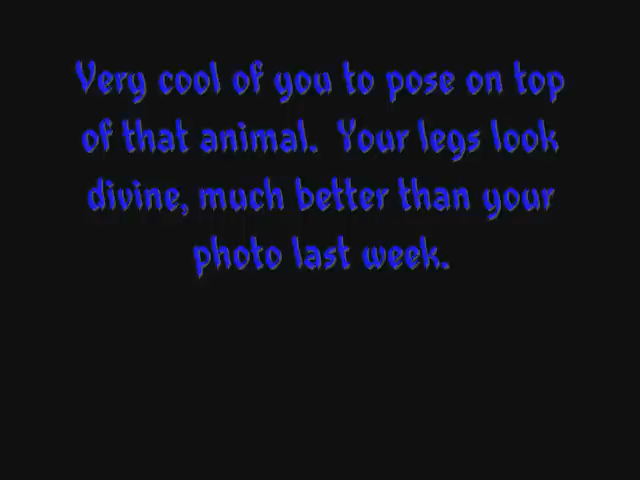 Very cool of you to pose on top
of that animal.  Your legs look
divine, much better than your
photo last week.